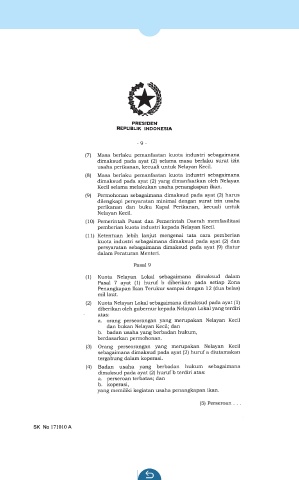 PRESIDEN
REPUBLIK INDONESIA
- 9 -
(7) Masa berlaku pemanfaatan kuota industri sebagaimana
dimaksud pada ayat (2) selama masa berlaku surat izin
usaha perikanan, kecuali untuk Nelayan Kecil.
(8) Masa berlaku pemanfaatan kuota industri sebagaimana
dimaksud pada ayat (2) yang dimanfaatkan oleh Nelayan
Kecil selama melakukan usaha penangkapan ikan.
(9) Permohonan sebagaimana dimaksud pada ayat (3) harus
dilengkapi persyaratan minimal dengan surat izin usaha
perikanan dan buku Kapal Perikanan, kecuali untuk
Nelayan Kecil.
(10) Pemerintah Pusat dan Pemerintah Daerah memfasilitasi
pemberian kuota industri kepada Nelayan Kecil.
(11) Ketentuan lebih lanjut mengenai tata cara pemberian
kuota industri sebagaimana dimaksud pada ayat (2) dan
persyaratan sebagaimana dimaksud pada ayat (9) diatur
dalam Peraturan Menteri.
Pasal 9
(1) Kuota Nelayan Lokal sebagaimana dimaksud dalam
Pasal 7 ayat (1) huruf b diberikan pada setiap Zona
Penangkapan Ikan Terukur sampai dengan 12 (dua belas)
mil laut.
(2) Kuota Nelayan Lokal sebagaimana dimaksud pada ayat (1)
diberikan oleh gubernur kepada Nelayan Lokal yang terdiri
atas:
a. orang perseorangan yang merupakan Nelayan Kecil
dan bukan Nelayan Kecil; dan
b. badan usaha yang berbadan hukum,
berdasarkan permohonan.
(3) Orang perseorangan yang merupakan Nelayan Kecil
sebagaimana dimaksud pada ayat (2) huruf a diutamakan
tergabung dalam koperasi.
(4) Badan usaha yang berbadan hukum sebagaimana
dimaksud pada ayat (2) huruf b terdiri atas:
a. perseroan terbatas; dan
b. koperasi,
yang memiliki kegiatan usaha penangkapan ikan.
(5) Perseroan . . .
SK No 171810 A